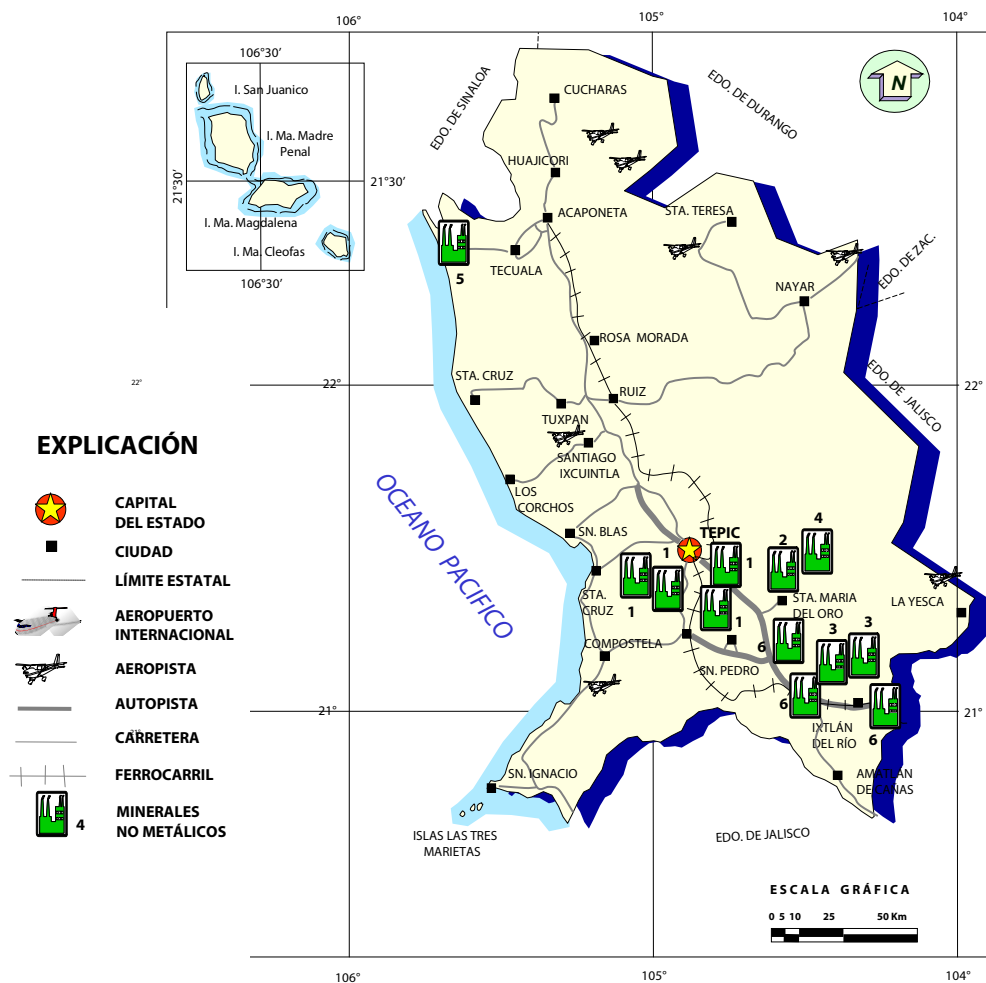 106°
105°
104°
106°30'
I. San Juanico
I. Ma. Madre
Penal
21°30'
21°30'
I. Ma. Magdalena
I. Ma. Cleofas
106°30'
EDO. DE SINALOA
EDO. DE DURANGO
N
CUCHARAS
HUAJICORI
ACAPONETA
STA. TERESA
TECUALA
5
NAYAR
EDO. DE ZAC.
ROSA MORADA
22°
22°
22°
STA. CRUZ
RUIZ
EDO. DE JALISCO
TUXPAN
SANTIAGO
IXCUINTLA
LOS
CORCHOS
OCEANO PACIFICO
SN. BLAS
TEPIC
4
2
1
1
STA.
CRUZ
1
1
STA. MARIA
DEL ORO
LA YESCA
COMPOSTELA
6
3
3
SN. PEDRO
6
21°
IXTLÁN
DEL RÍO
6
SN. IGNACIO
AMATLÁN
DE CAÑAS
ISLAS LAS TRES
MARIETAS
EDO. DE JALISCO
EXPLICACIÓN
CAPITAL
DEL ESTADO
CIUDAD
LÍMITE ESTATAL
AEROPUERTO
INTERNACIONAL
AEROPISTA
AUTOPISTA
21°
CARRETERA
FERROCARRIL
4
MINERALES
NO METÁLICOS
ESCALA GRÁFICA
0 5 10 25 50 Km
106°
105°
104°